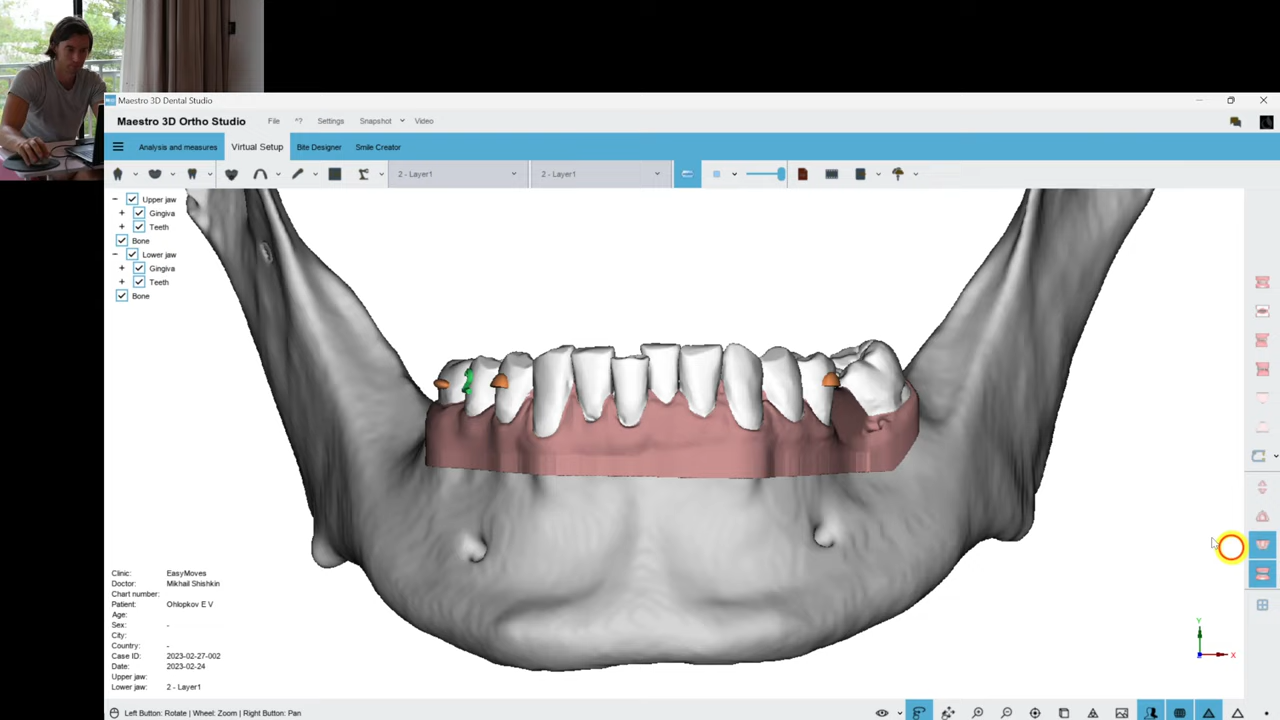 Maestro 3D Dental Studio
Maestro 3D Ortho Studio
File
^?
Settings
Snapshot
Video
Analysis and measures
Virtual Setup
Bite Designer
Smile Creator
2 - Layer1
2 - Layer1
Upper jaw
Gingiva
Teeth
Bone
Lower jaw
Gingiva
Teeth
Bone
Clinic: EasyMoves
Doctor: Mikhail Shishkin
Chart number:
Patient: Ohlopkov E V
Age:
Sex: -
City:
Country: -
Case ID: 2023-02-27-002
Date: 2023-02-24
Upper jaw:
Lower jaw: 2 - Layer1
Y
X
Left Button: Rotate | Wheel: Zoom | Right Button: Pan